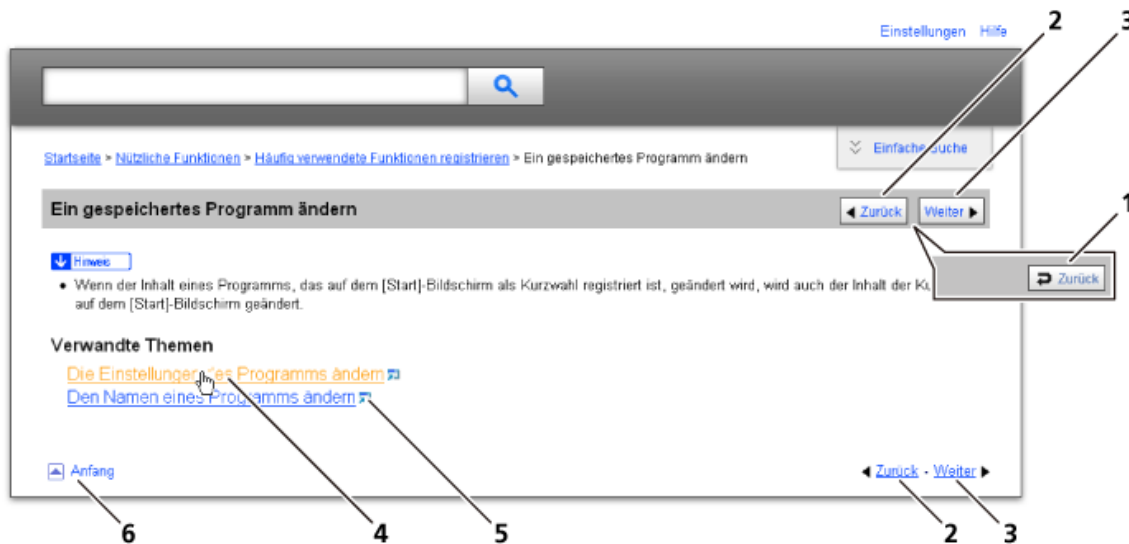 2
3
Einstellungen Hilfe
Startseite > Nützliche Funktionen > Häufig verwendete Funktionen registrieren > Ein gespeichertes Programm ändern
Einfache Suche
Ein gespeichertes Programm ändern
Zurück Weiter
1
Zurück
Hinweis
• Wenn der Inhalt eines Programms, das auf dem [Start]-Bildschirm als Kurzwahl registriert ist, geändert wird, wird auch der Inhalt der
auf dem [Start]-Bildschirm geändert.
Verwandte Themen
Die Einstellungen des Programms ändern
Den Namen eines Programms ändern
Anfang
Zurück - Weiter
6
4
5
2
3